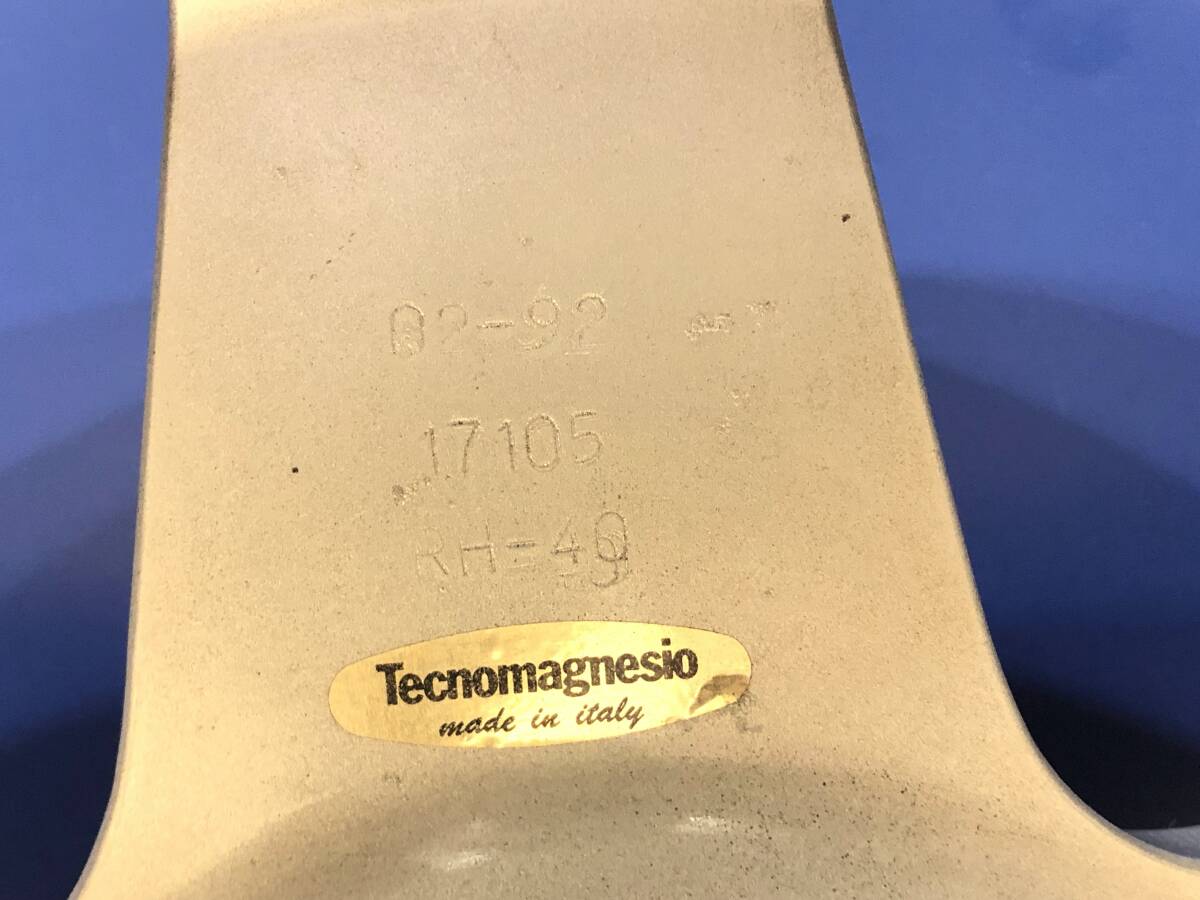 02-92
17105
RH=40
Tecnomagnesio
made in italy